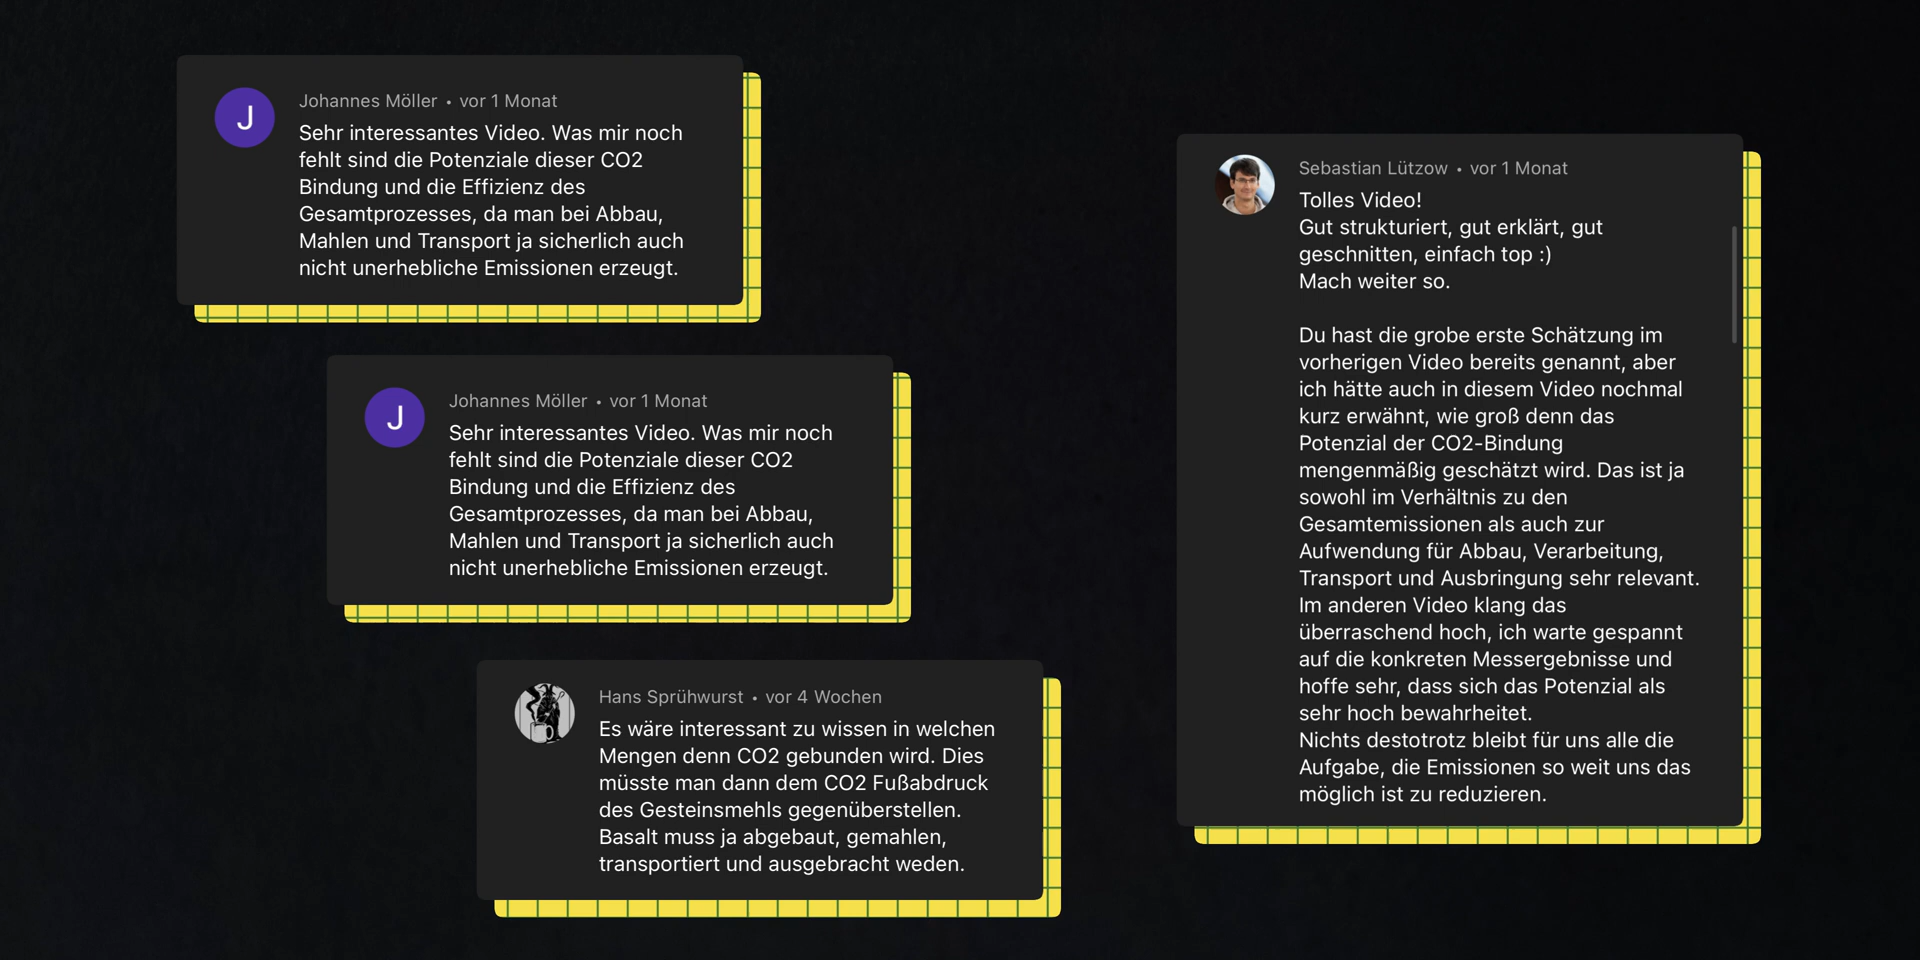 J
Johannes Möller • vor 1 Monat
Sehr interessantes Video. Was mir noch
fehlt sind die Potenziale dieser CO2
Bindung und die Effizienz des
Gesamtprozesses, da man bei Abbau,
Mahlen und Transport ja sicherlich auch
nicht unerhebliche Emissionen erzeugt.
J
Johannes Möller • vor 1 Monat
Sehr interessantes Video. Was mir noch
fehlt sind die Potenziale dieser CO2
Bindung und die Effizienz des
Gesamtprozesses, da man bei Abbau,
Mahlen und Transport ja sicherlich auch
nicht unerhebliche Emissionen erzeugt.
Hans Sprühwurst • vor 4 Wochen
Es wäre interessant zu wissen in welchen
Mengen denn CO2 gebunden wird. Dies
müsste man dann dem CO2 Fußabdruck
des Gesteinsmehls gegenüberstellen.
Basalt muss ja abgebaut, gemahlen,
transportiert und ausgebracht weden.
Sebastian Lützow • vor 1 Monat
Tolles Video!
Gut strukturiert, gut erklärt, gut
geschnitten, einfach top :)
Mach weiter so.
Du hast die grobe erste Schätzung im
vorherigen Video bereits genannt, aber
ich hätte auch in diesem Video nochmal
kurz erwähnt, wie groß denn das
Potenzial der CO2-Bindung
mengenmäßig geschätzt wird. Das ist ja
sowohl im Verhältnis zu den
Gesamtemissionen als auch zur
Aufwendung für Abbau, Verarbeitung,
Transport und Ausbringung sehr relevant.
Im anderen Video klang das
überraschend hoch, ich warte gespannt
auf die konkreten Messergebnisse und
hoffe sehr, dass sich das Potenzial als
sehr hoch bewahrheitet.
Nichts destotrotz bleibt für uns alle die
Aufgabe, die Emissionen so weit uns das
möglich ist zu reduzieren.